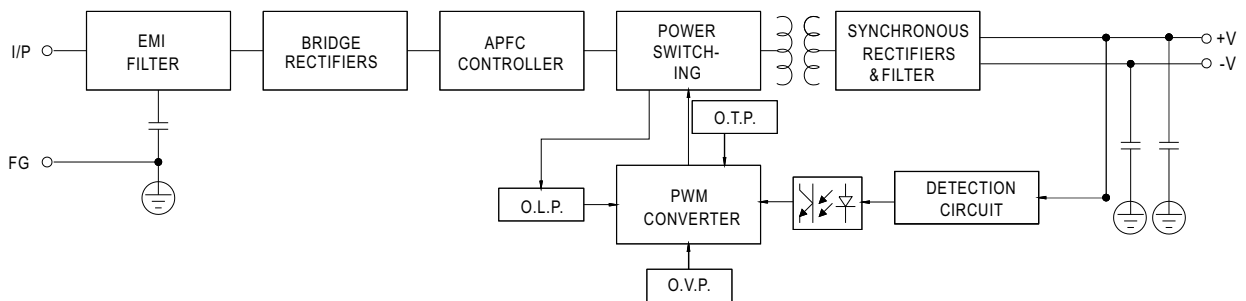 I/P
EMI
FILTER
BRIDGE
RECTIFIERS
APFC
CONTROLLER
POWER
SWITCH-
ING
SYNCHRONOUS
RECTIFIERS
& FILTER
+V
-V
O.T.P.
FG
O.L.P.
PWM
CONVERTER
DETECTION
CIRCUIT
O.V.P.